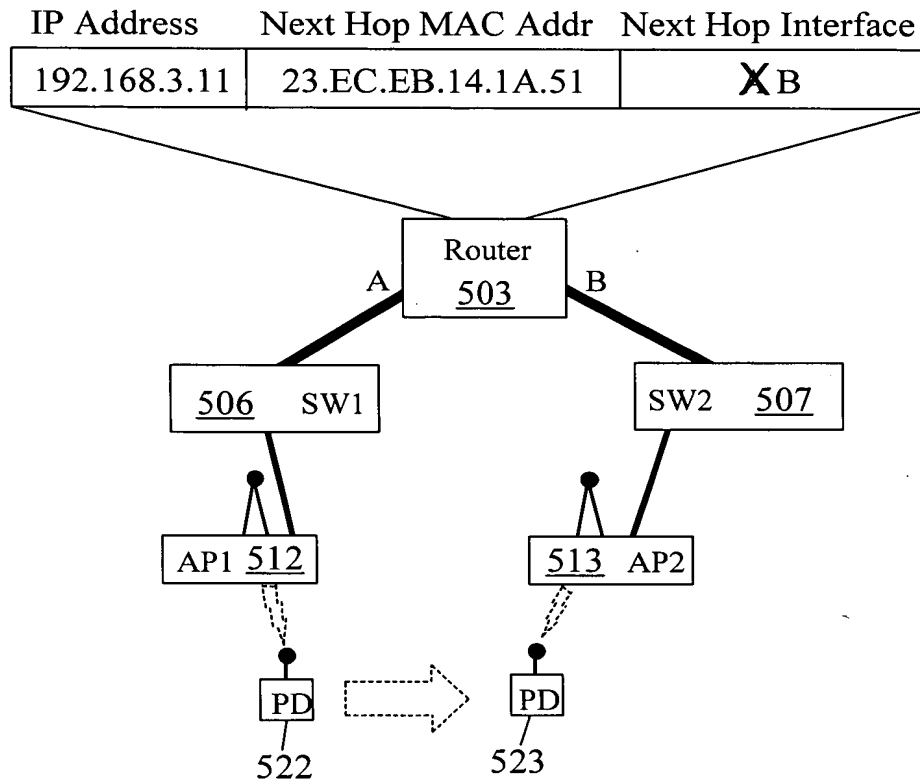 IP Address Next Hop MAC Addr Next Hop Interface
192.168.3.11 23.EC.EB.14.1A.51 A B
Router
A B
503
506 SW1 SW2 507
AP1 512 513 AP2
PD PD
522 523